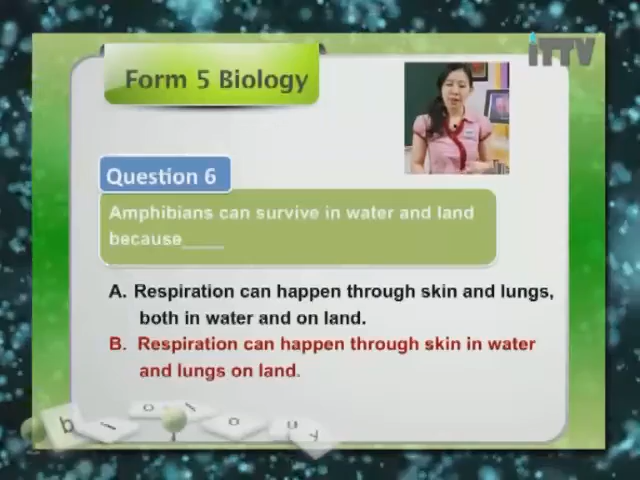 iTTV
Form 5 Biology
Question 6
Amphibians can survive in water and land
because____
A. Respiration can happen through skin and lungs,
both in water and on land.
B. Respiration can happen through skin in water
and lungs on land.
b i o l o g y